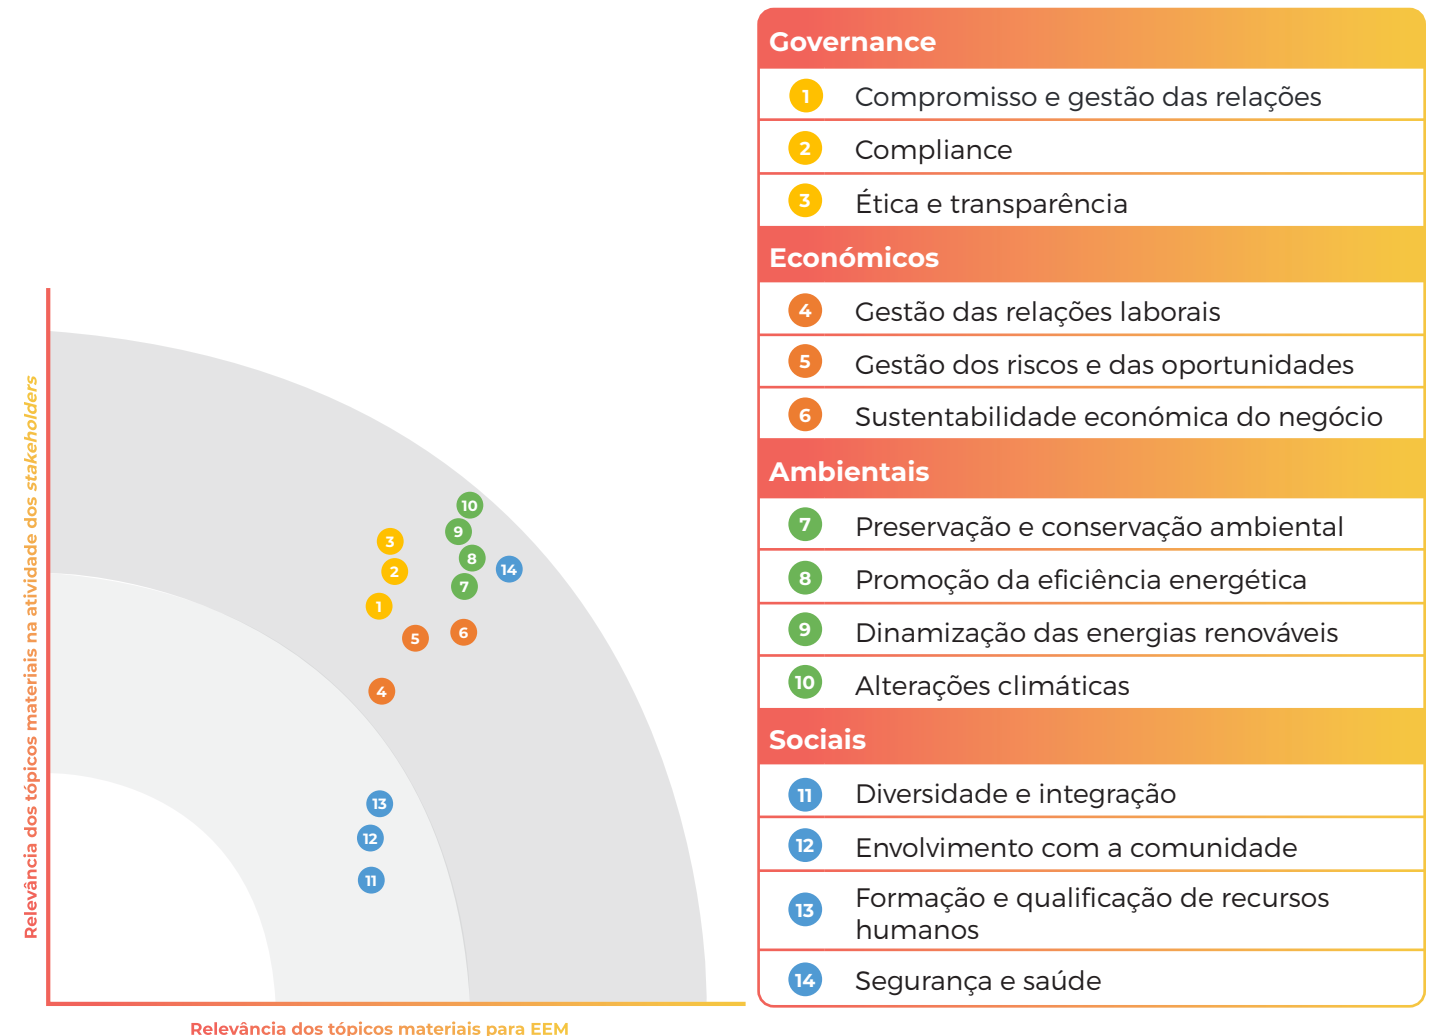 Relevância dos tópicos materiais na atividade dos stakeholders
10
9
3
8
2
14
7
1
6
5
4
13
12
11
Relevância dos tópicos materiais para EEM
Governance
1 Compromisso e gestão das relações
2 Compliance
3 Ética e transparência
Económicos
4 Gestão das relações laborais
5 Gestão dos riscos e das oportunidades
6 Sustentabilidade económica do negócio
Ambientais
7 Preservação e conservação ambiental
8 Promoção da eficiência energética
9 Dinamização das energias renováveis
10 Alterações climáticas
Sociais
11 Diversidade e integração
12 Envolvimento com a comunidade
13 Formação e qualificação de recursos
humanos
14 Segurança e saúde